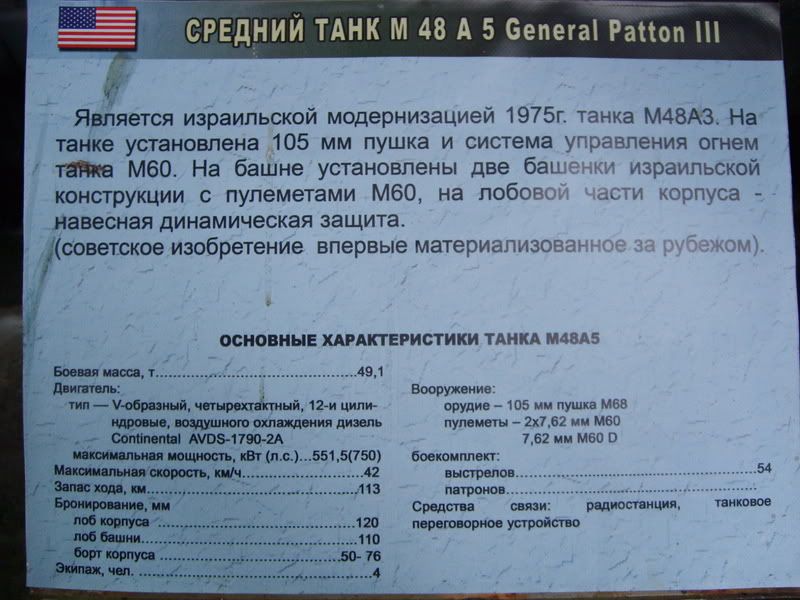 СРЕДНИЙ ТАНК М 48 А 5 General Patton III
Является израильской модернизацией 1975г. танка М48А3. На
танке установлена 105 мм пушка и система управления огнем
танка М60. На башне установлены две башенки израильской
конструкции с пулеметами М60, на лобовой части корпуса -
навесная динамическая защита.
(советское изобретение впервые материализованное за рубежом).
ОСНОВНЫЕ ХАРАКТЕРИСТИКИ ТАНКА М48А5
Боевая масса, т..............................49,1
Двигатель:
тип — V-образный, четырехтактный, 12-и цилин-
ндровые, воздушного охлаждения дизель
Continental AVDS-1790-2A
максимальная мощность, кВт (л.с.)...551,5(750)
Максимальная скорость, км/ч...................42
Запас хода, км..............................113
Бронирование, мм
лоб корпуса ..........................120
лоб башни.............................110
борт корпуса .......................50- 76
Экипаж, чел. ...............................4
Вооружение:
орудие – 105 мм пушка М68
пулеметы – 2х7,62 мм М60
7,62 мм М60 D
боекомплект:
выстрелов...................................54
патронов....................................
Средства связи: радиостанция, танковое
переговорное устройство